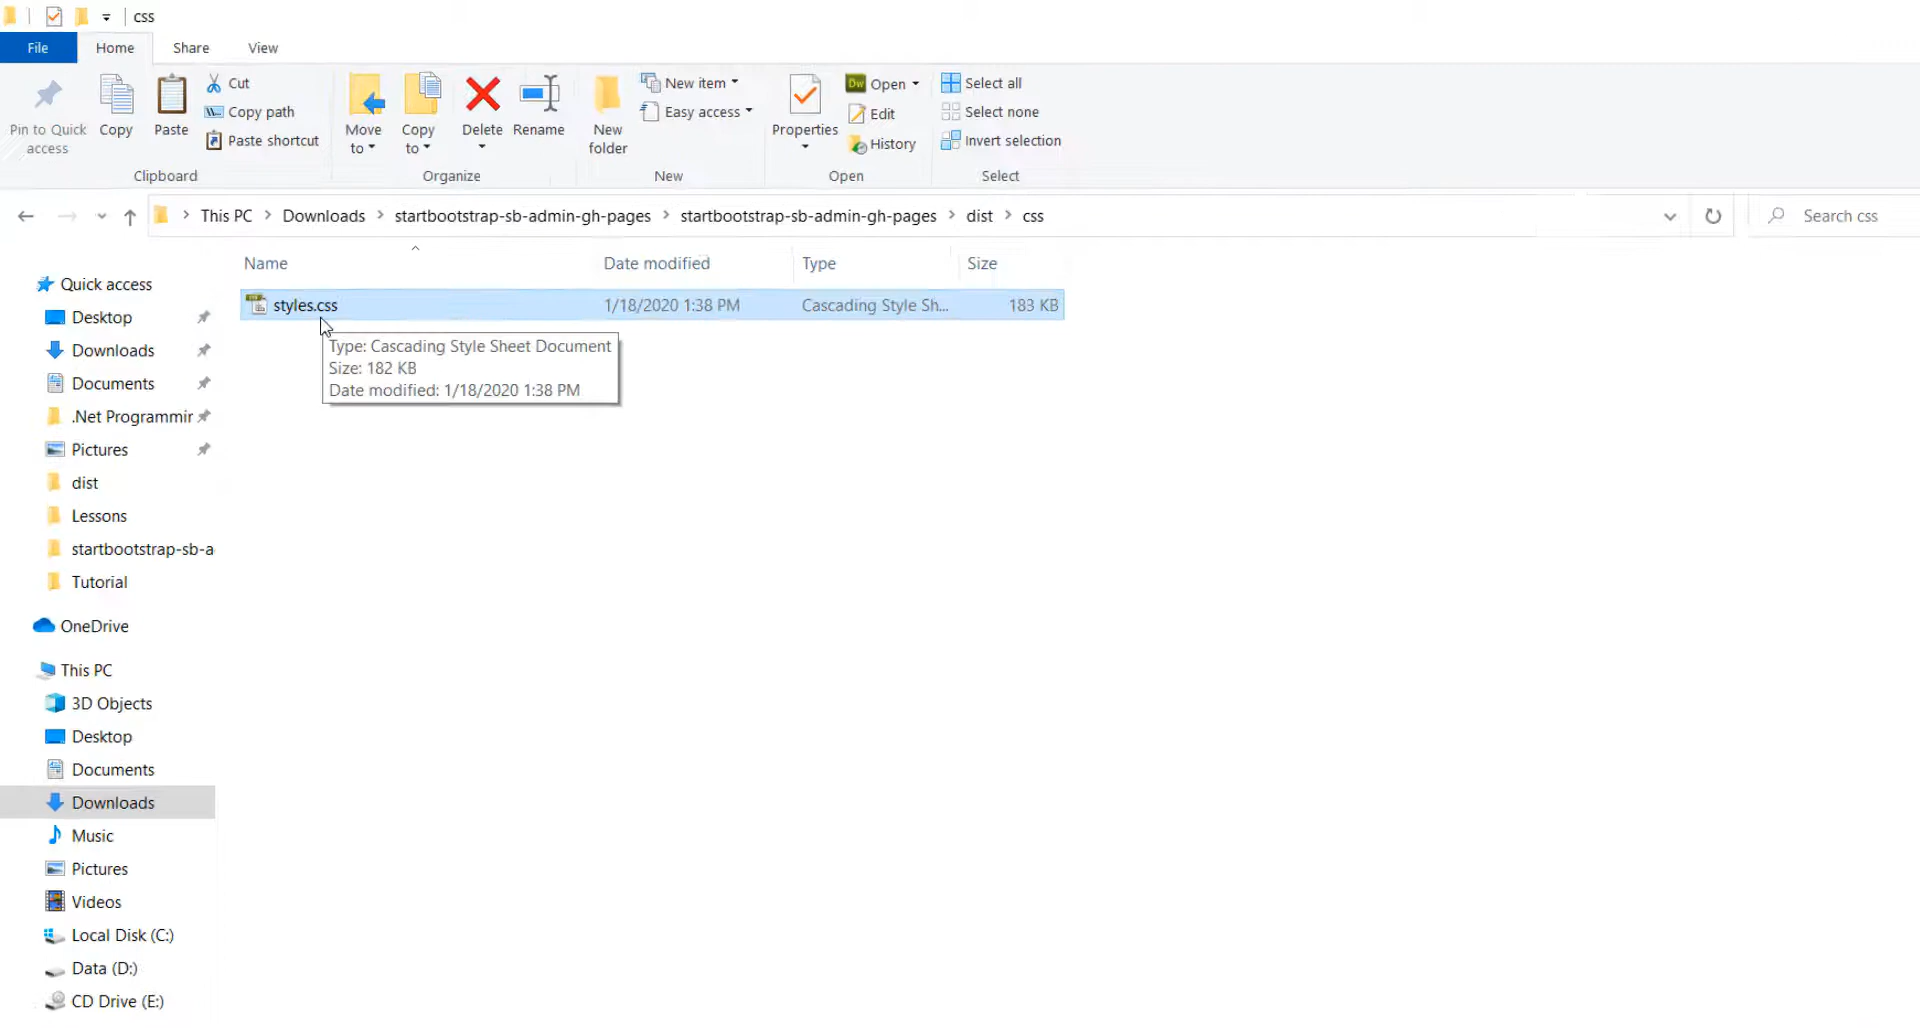 css
File Home Share View
Pin to Quick access
Copy
Paste
Cut
Copy path
Paste shortcut
Clipboard
Move to
Copy to
Delete
Rename
Organize
New folder
New item
Easy access
New
Properties
Dw Open
Edit
History
Open
Select all
Select none
Invert selection
Select
This PC > Downloads > startbootstrap-sb-admin-gh-pages > startbootstrap-sb-admin-gh-pages > dist > css
Search css
Name Date modified Type Size
styles.css 1/18/2020 1:38 PM Cascading Style Sh... 183 KB
Type: Cascading Style Sheet Document
Size: 182 KB
Date modified: 1/18/2020 1:38 PM
Quick access
Desktop
Downloads
Documents
.Net Programmir
Pictures
dist
Lessons
startbootstrap-sb-a
Tutorial
OneDrive
This PC
3D Objects
Desktop
Documents
Downloads
Music
Pictures
Videos
Local Disk (C:)
Data (D:)
CD Drive (E:)